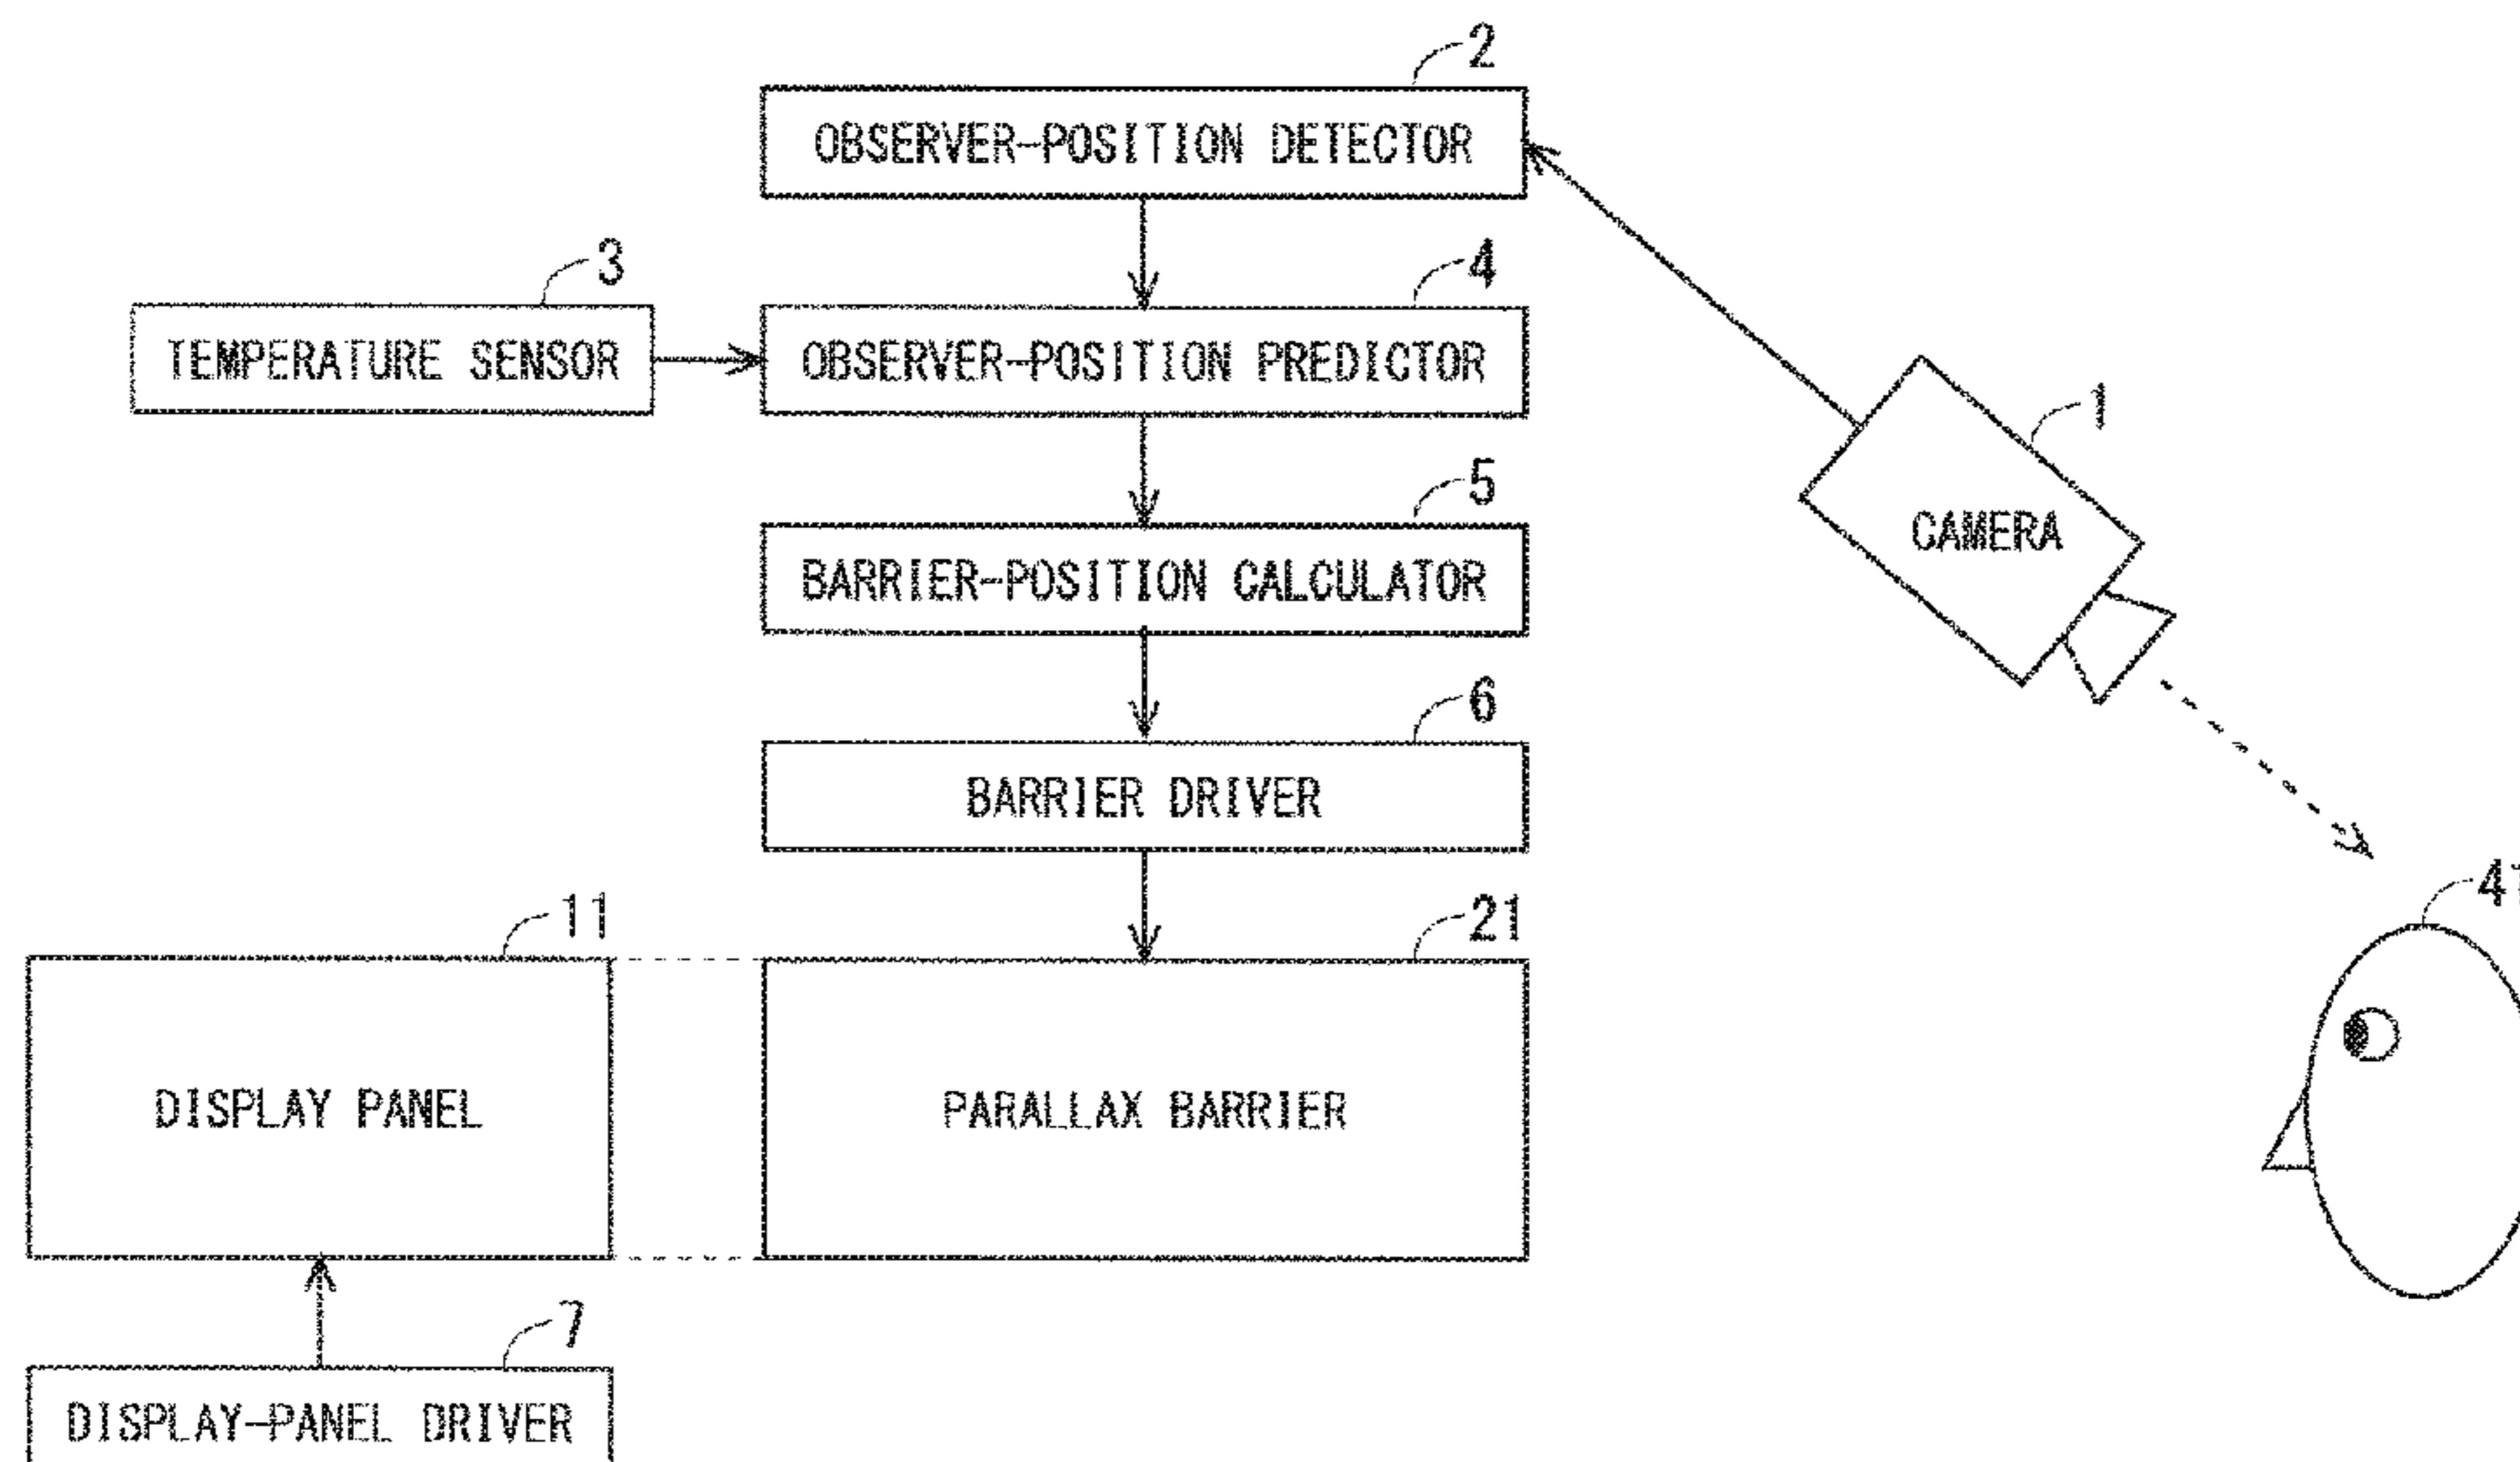 2
OBSERVER-POSITION DETECTOR
3
4
TEMPERATURE SENSOR
OBSERVER-POSITION PREDICTOR
1
CAMERA
5
BARRIER-POSITION CALCULATOR
6
BARRIER DRIVER
11
21
DISPLAY PANEL
PARALLAX BARRIER
7
DISPLAY-PANEL DRIVER